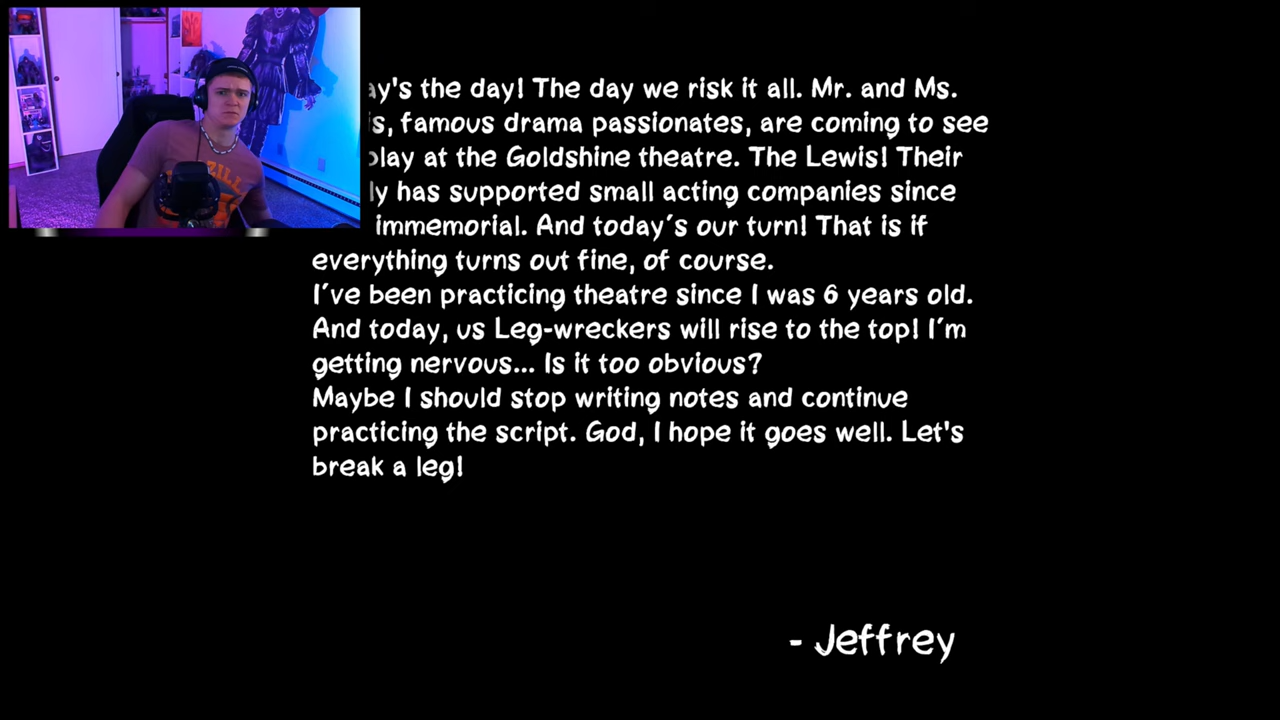 ay's the day! The day we risk it all. Mr. and Ms.
is, famous drama passionates, are coming to see
play at the Goldshine theatre. The Lewis! Their
ly has supported small acting companies since
immemorial. And today's our turn! That is if
everything turns out fine, of course.
I've been practicing theatre since I was 6 years old.
And today, us Leg-wreckers will rise to the top! I'm
getting nervous... Is it too obvious?
Maybe I should stop writing notes and continue
practicing the script. God, I hope it goes well. Let's
break a leg!
- Jeffrey